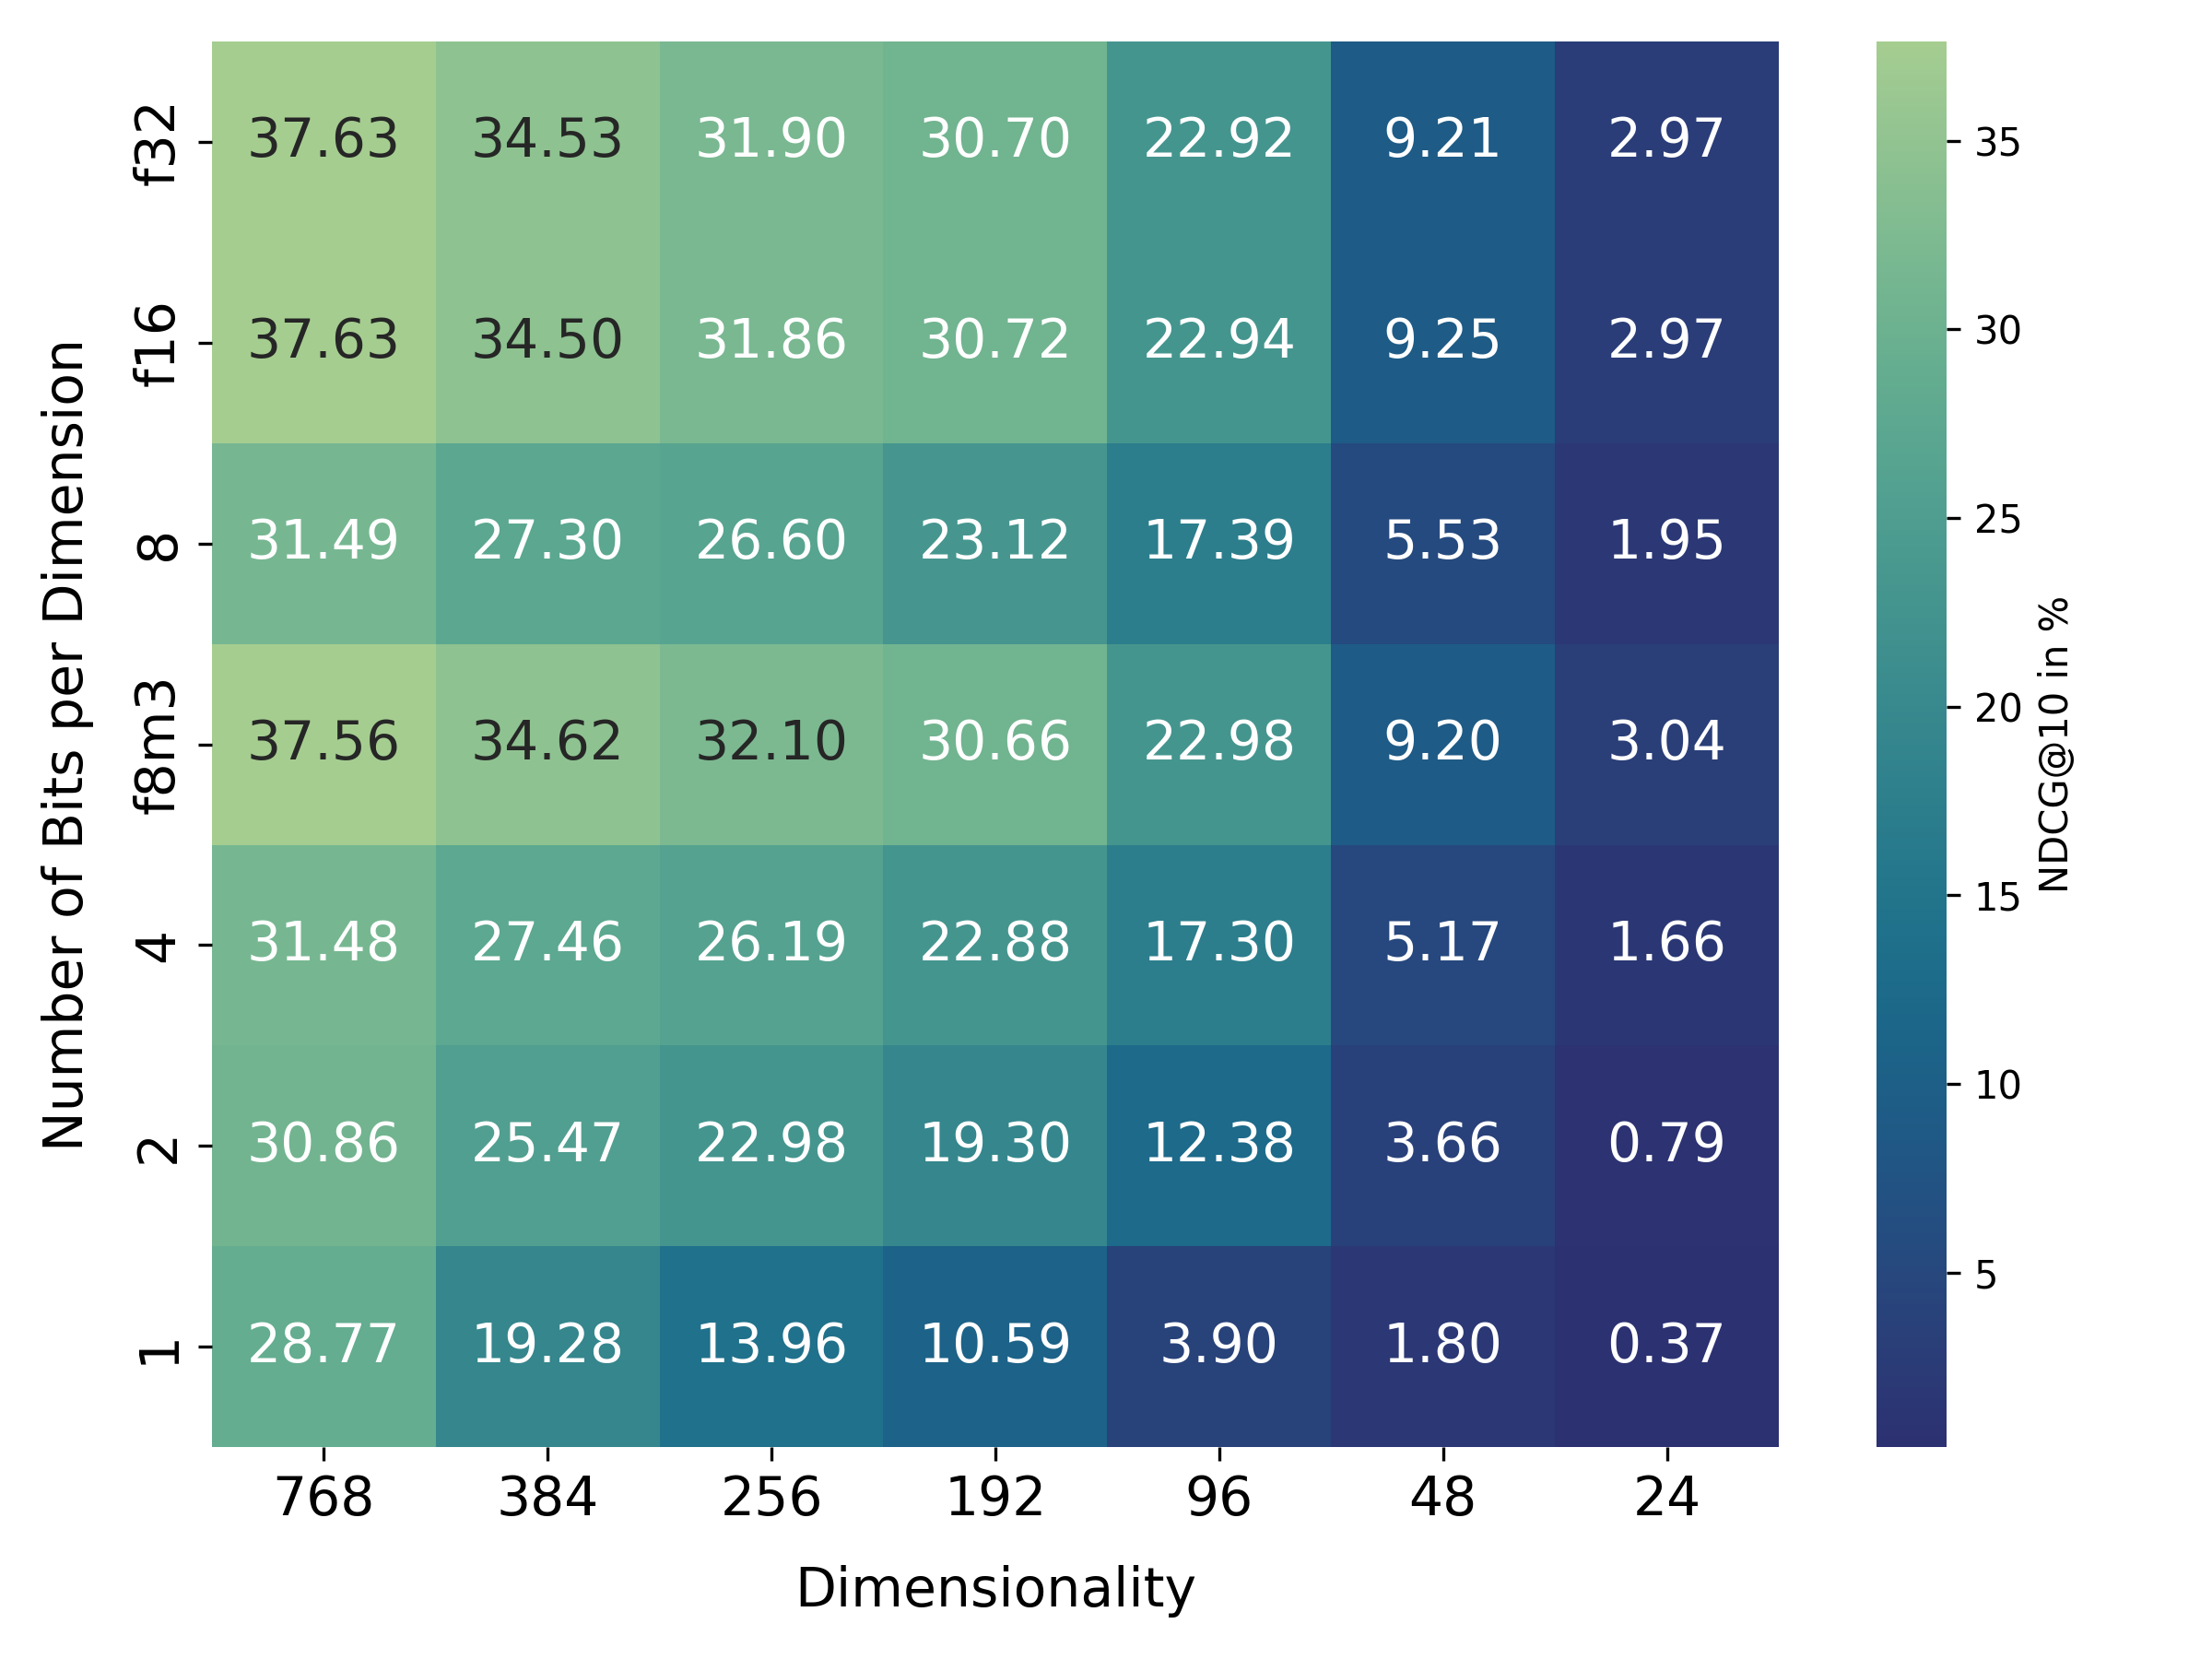 Number of Bits per Dimension
f32 37.63 34.53 31.90 30.70 22.92 9.21 2.97
f16 37.63 34.50 31.86 30.72 22.94 9.25 2.97
8 31.49 27.30 26.60 23.12 17.39 5.53 1.95
f8m3 37.56 34.62 32.10 30.66 22.98 9.20 3.04
4 31.48 27.46 26.19 22.88 17.30 5.17 1.66
2 30.86 25.47 22.98 19.30 12.38 3.66 0.79
1 28.77 19.28 13.96 10.59 3.90 1.80 0.37
768 384 256 192 96 48 24
Dimensionality
35
30
25
20
15
10
5
NDCG@10 in %